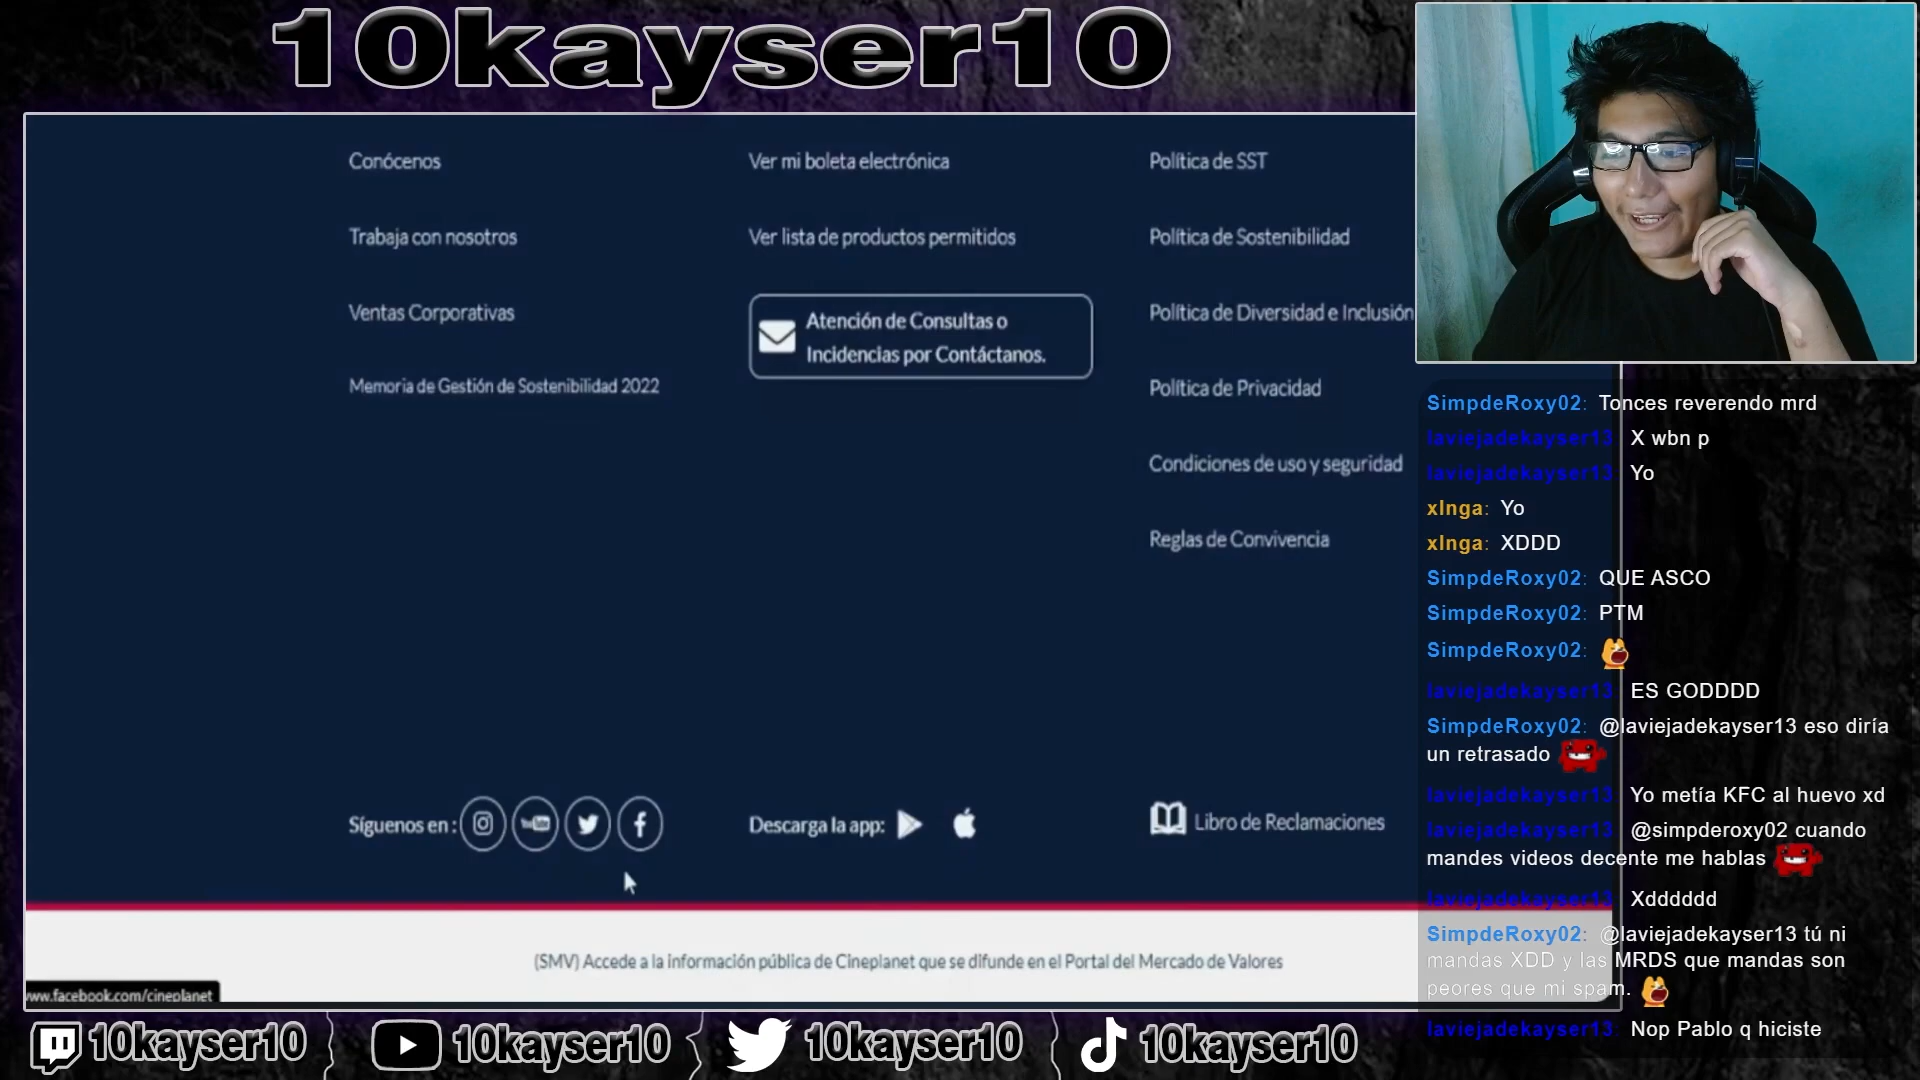 10kayser10
Conócenos
Trabaja con nosotros
Ventas Corporativas
Memoria de Gestión de Sostenibilidad 2022
Ver mi boleta electrónica
Ver lista de productos permitidos
Atención de Consultas o
Incidencias por Contáctanos.
Política de SST
Política de Sostenibilidad
Política de Diversidad e Inclusión
Política de Privacidad
Condiciones de uso y seguridad
Reglas de Convivencia
Síguenos en :
You Tube
Descarga la app:
Libro de Reclamaciones
(SMV) Accede a la información pública de Cineplanet que se difunde en el Portal del Mercado de Valores
www.facebook.com/cineplanet
SimpdeRoxy02: Tonces reverendo mrd
laviejadekayser13: X wbn p
laviejadekayser13: Yo
xInga: Yo
xInga: XDDD
SimpdeRoxy02: QUE ASCO
SimpdeRoxy02: PTM
SimpdeRoxy02:
laviejadekayser13: ES GODDDD
SimpdeRoxy02: @laviejadekayser13 eso diría
un retrasado
laviejadekayser13: Yo metía KFC al huevo xd
laviejadekayser13: @simpderoxy02 cuando
mandes videos decente me hablas
laviejadekayser13: Xdddddd
SimpdeRoxy02: @laviejadekayser13 tú ni
mandas XDD y las MRDS que mandas son
peores que mi spam.
laviejadekayser13: Nop Pablo q hiciste
10kayser10
10kayser10
10kayser10
10kayser10